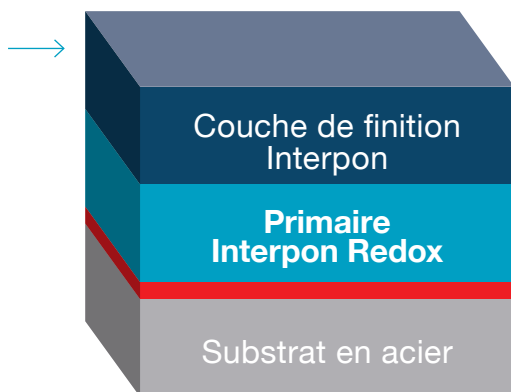 Couche de finition
Interpon
Primaire
Interpon Redox
Substrat en acier